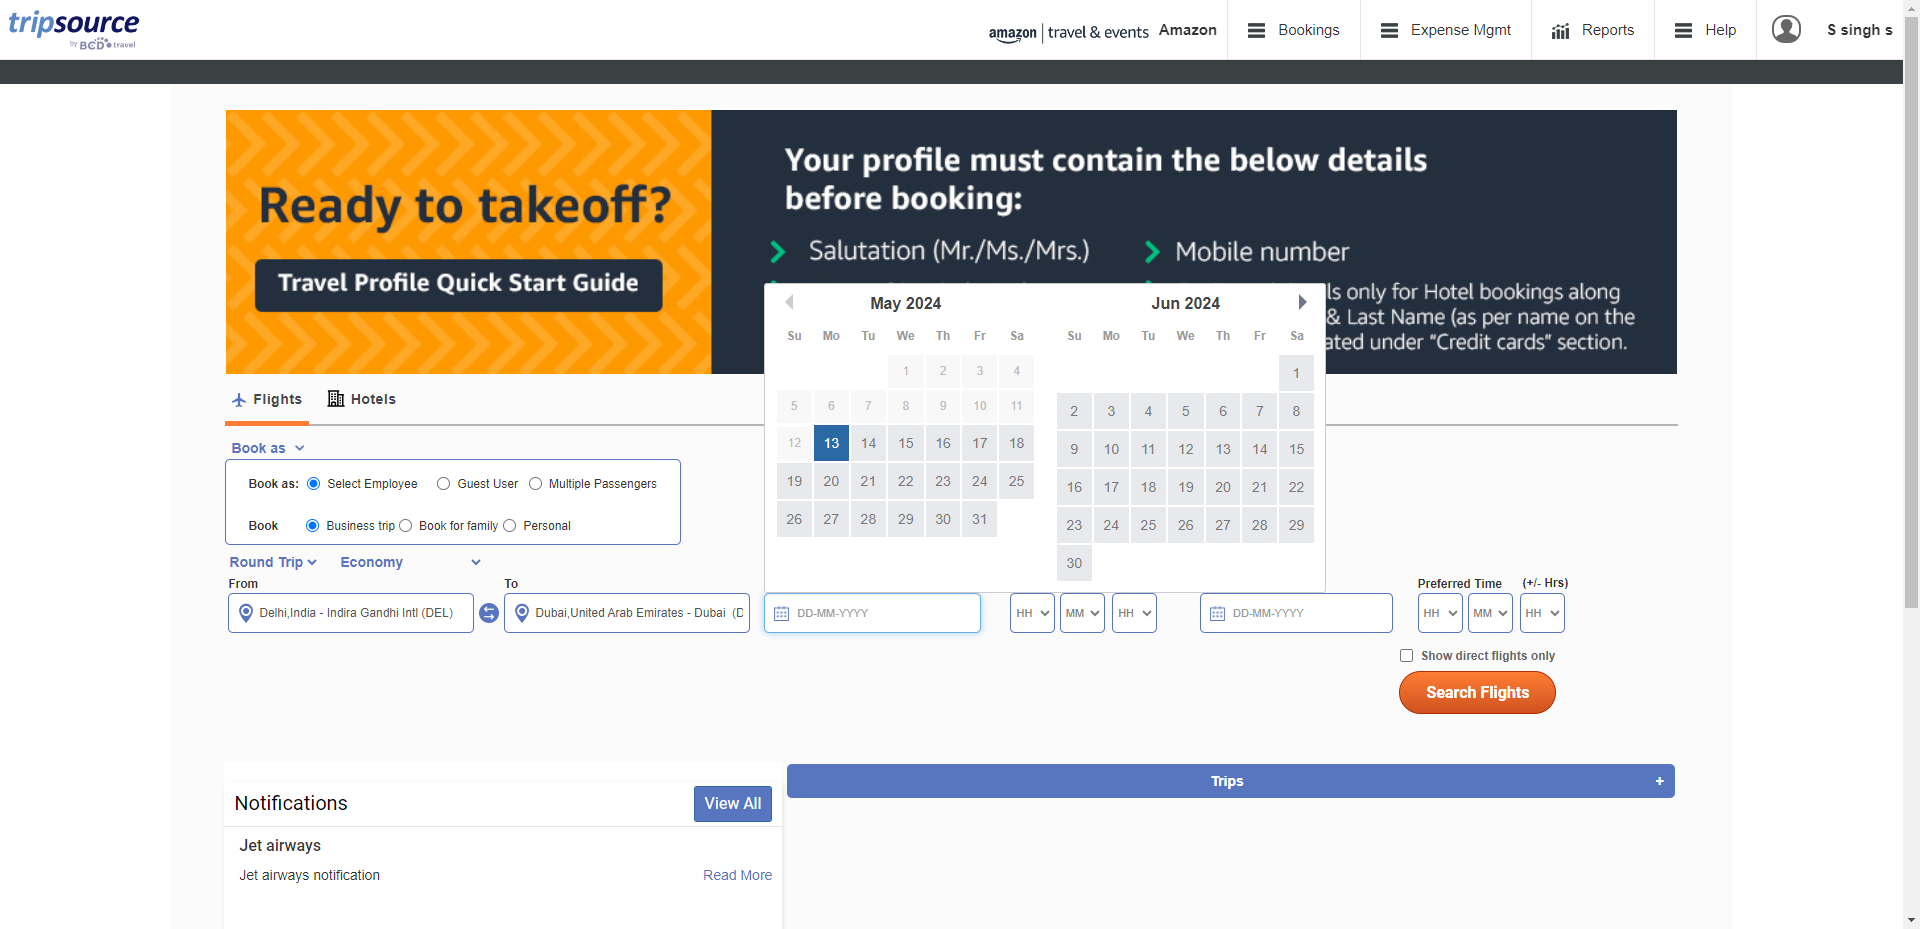 tripsource
by BCD travel
amazon | travel & events Amazon
Bookings
Expense Mgmt
Reports
Help
S singh s
Ready to takeoff?
Travel Profile Quick Start Guide
Your profile must contain the below details
before booking:
Salutation (Mr./Ms./Mrs.)
Mobile number
ls only for Hotel bookings along
& Last Name (as per name on the
ated under “Credit cards” section.
May 2024
Su Mo Tu We Th Fr Sa
1 2 3 4
5 6 7 8 9 10 11
12 13 14 15 16 17 18
19 20 21 22 23 24 25
26 27 28 29 30 31
Jun 2024
Su Mo Tu We Th Fr Sa
1
2 3 4 5 6 7 8
9 10 11 12 13 14 15
16 17 18 19 20 21 22
23 24 25 26 27 28 29
30
Flights
Hotels
Book as
Book as: Select Employee Guest User Multiple Passengers
Book Business trip Book for family Personal
Round Trip Economy
From To Preferred Time (+/- Hrs)
Delhi,India - Indira Gandhi Intl (DEL) Dubai,United Arab Emirates - Dubai (D DD-MM-YYYY HH MM HH DD-MM-YYYY HH MM HH
Show direct flights only
Search Flights
Trips +
Notifications View All
Jet airways
Jet airways notification Read More